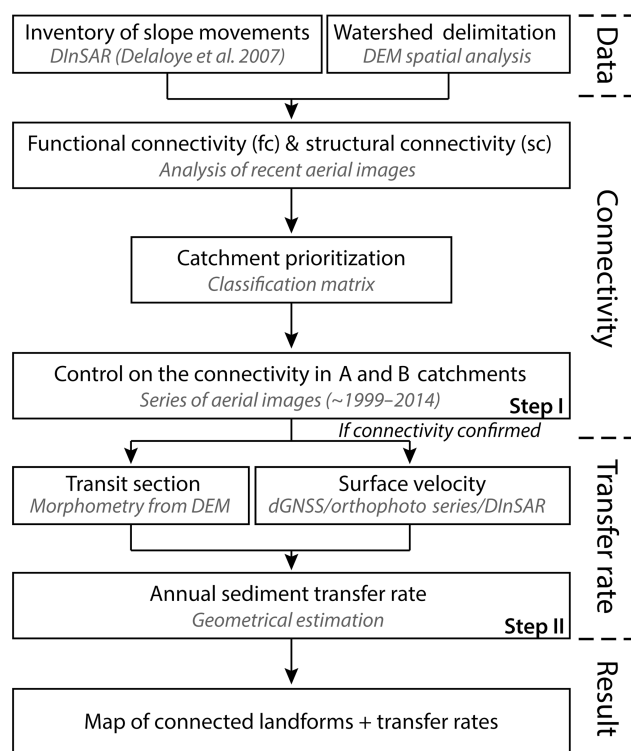 Inventory of slope movements
DInSAR (Delaloye et al. 2007)
Watershed delimitation
DEM spatial analysis
Data
Functional connectivity (fc) & structural connectivity (sc)
Analysis of recent aerial images
Catchment prioritization
Classification matrix
Connectivity
Control on the connectivity in A and B catchments
Series of aerial images (~1999–2014)
Step I
If connectivity confirmed
Transit section
Morphometry from DEM
Surface velocity
dGNSS/orthophoto series/DInSAR
Transfer rate
Annual sediment transfer rate
Geometrical estimation
Step II
Result
Map of connected landforms + transfer rates